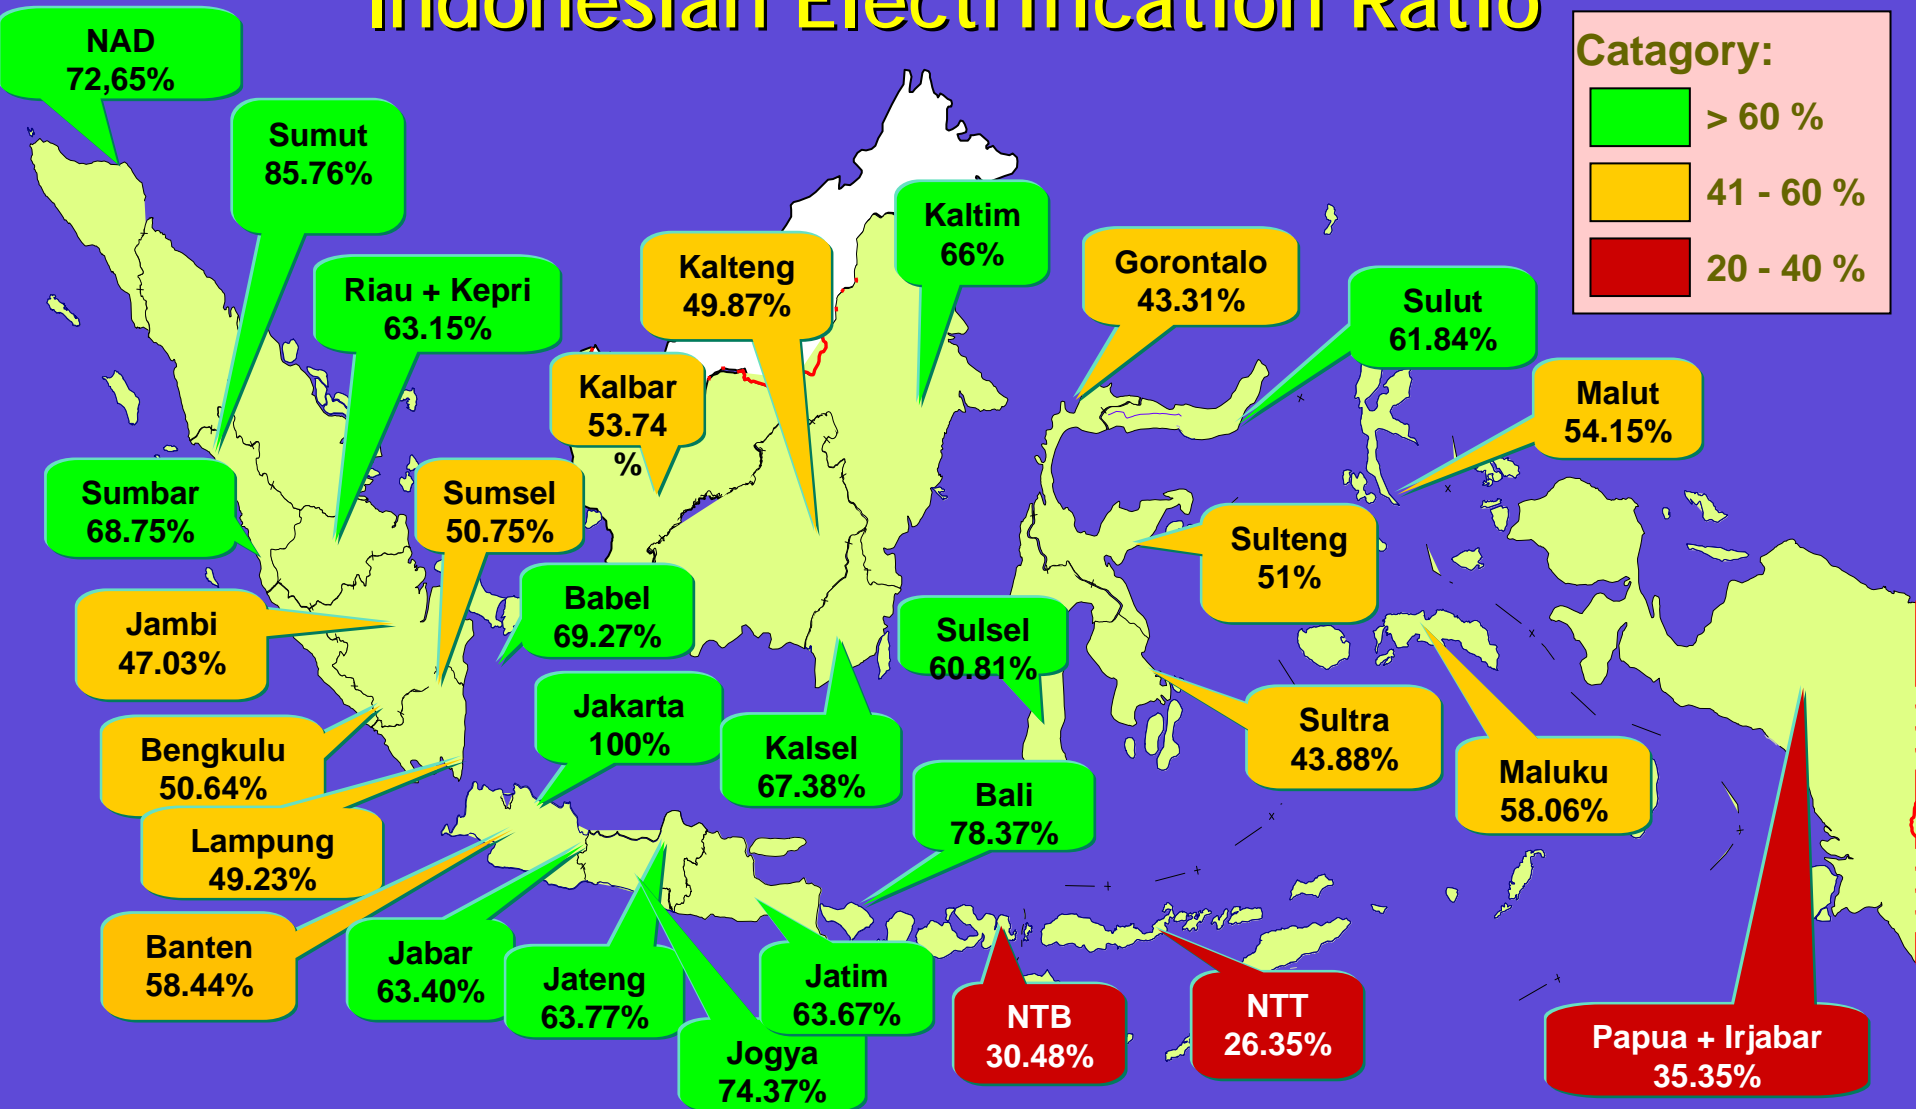 Indonesian Electrification Ratio
Catagory:
> 60 %
41 - 60 %
20 - 40 %
NAD
72,65%
Sumut
85.76%
Riau + Kepri
63.15%
Kalteng
49.87%
Kaltim
66%
Gorontalo
43.31%
Sulut
61.84%
Kalbar
53.74
%
Malut
54.15%
Sumbar
68.75%
Sumsel
50.75%
Sulteng
51%
Jambi
47.03%
Babel
69.27%
Sulsel
60.81%
Jakarta
100%
Kalsel
67.38%
Sultra
43.88%
Maluku
58.06%
Bengkulu
50.64%
Bali
78.37%
Lampung
49.23%
Banten
58.44%
Jabar
63.40%
Jateng
63.77%
Jatim
63.67%
Jogya
74.37%
NTB
30.48%
NTT
26.35%
Papua + Irjabar
35.35%